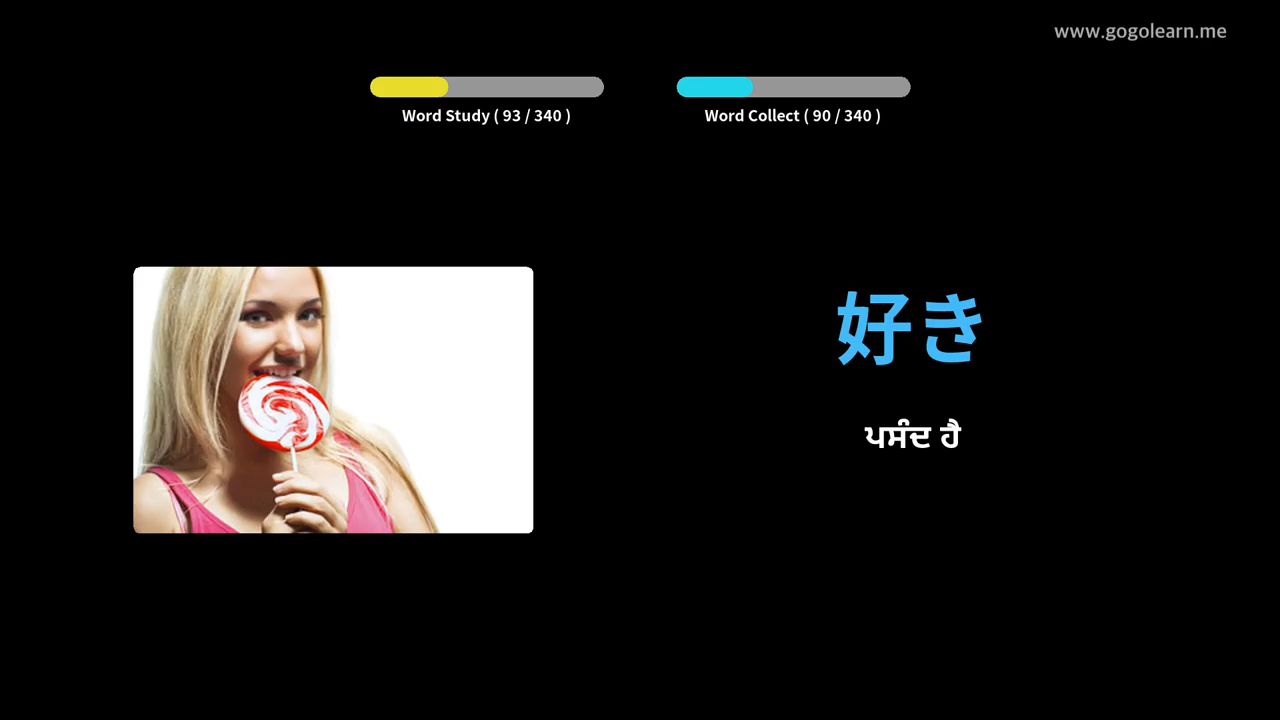 www.gogolearn.me
Word Study ( 93 / 340 )
Word Collect ( 90 / 340 )
好き
ਪਸੰਦ ਹੈ